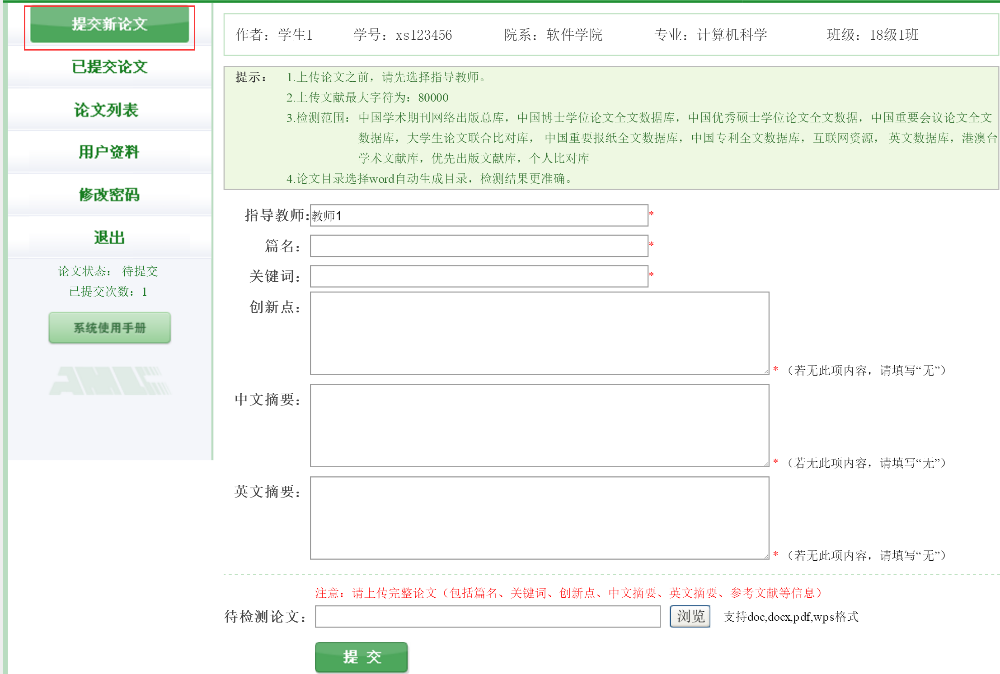 提交新论文
已提交论文
论文列表
用户资料
修改密码
退出
论文状态： 待提交
已提交次数：1
系统使用手册
作者：学生1 学号：xs123456 院系：软件学院 专业：计算机科学 班级：18级1班
提示： 1.上传论文之前，请先选择指导教师。
2.上传文献最大字符为：80000
3.检测范围：中国学术期刊网络出版总库，中国博士学位论文全文数据库，中国优秀硕士学位论文全文数据，中国重要会议论文全文
数据库，大学生论文联合比对库， 中国重要报纸全文数据库，中国专利全文数据库，互联网资源， 英文数据库，港澳台
学术文献库，优先出版文献库，个人比对库
4.论文目录选择word自动生成目录，检测结果更准确。
指导教师：教师1*
篇名： *
关键词： *
创新点：
* （若无此项内容，请填写“无”）
中文摘要：
* （若无此项内容，请填写“无”）
英文摘要：
* （若无此项内容，请填写“无”）
注意：请上传完整论文（包括篇名、关键词、创新点、中文摘要、英文摘要、参考文献等信息）
待检测论文： 浏览 支持doc,docx,pdf,wps格式
提 交